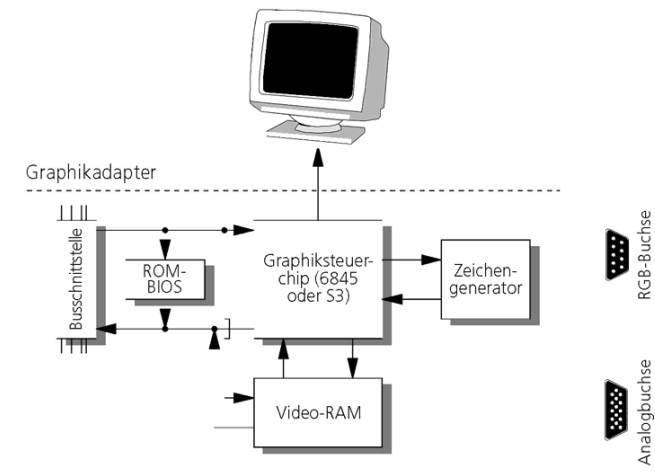 Graphikadapter
Busschnittstelle
ROM-
BIOS
Graphiksteuer-
chip (6845
oder S3)
Zeichen-
generator
Video-RAM
RGB-Buchse
Analogbuchse